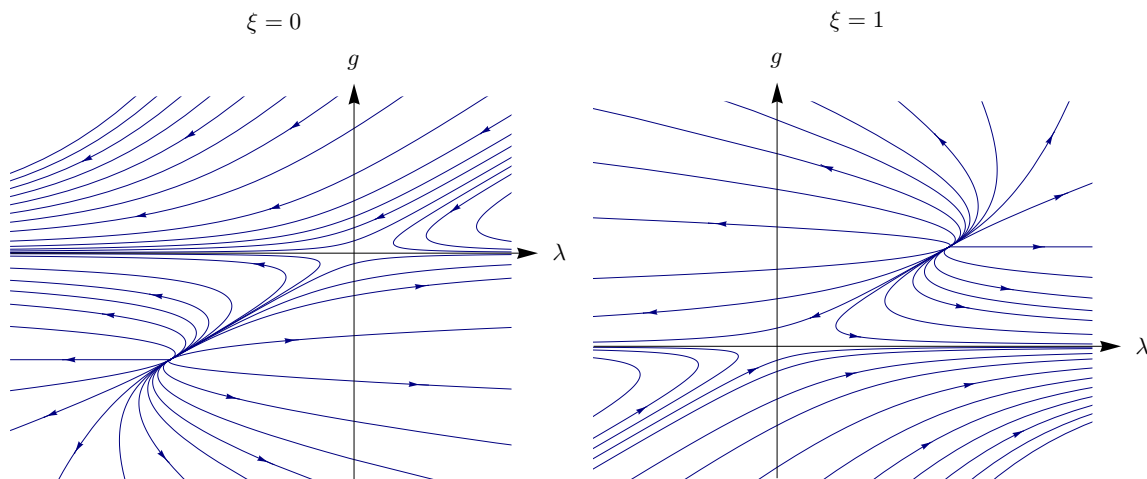 ξ = 0
g
λ
ξ = 1
g
λ